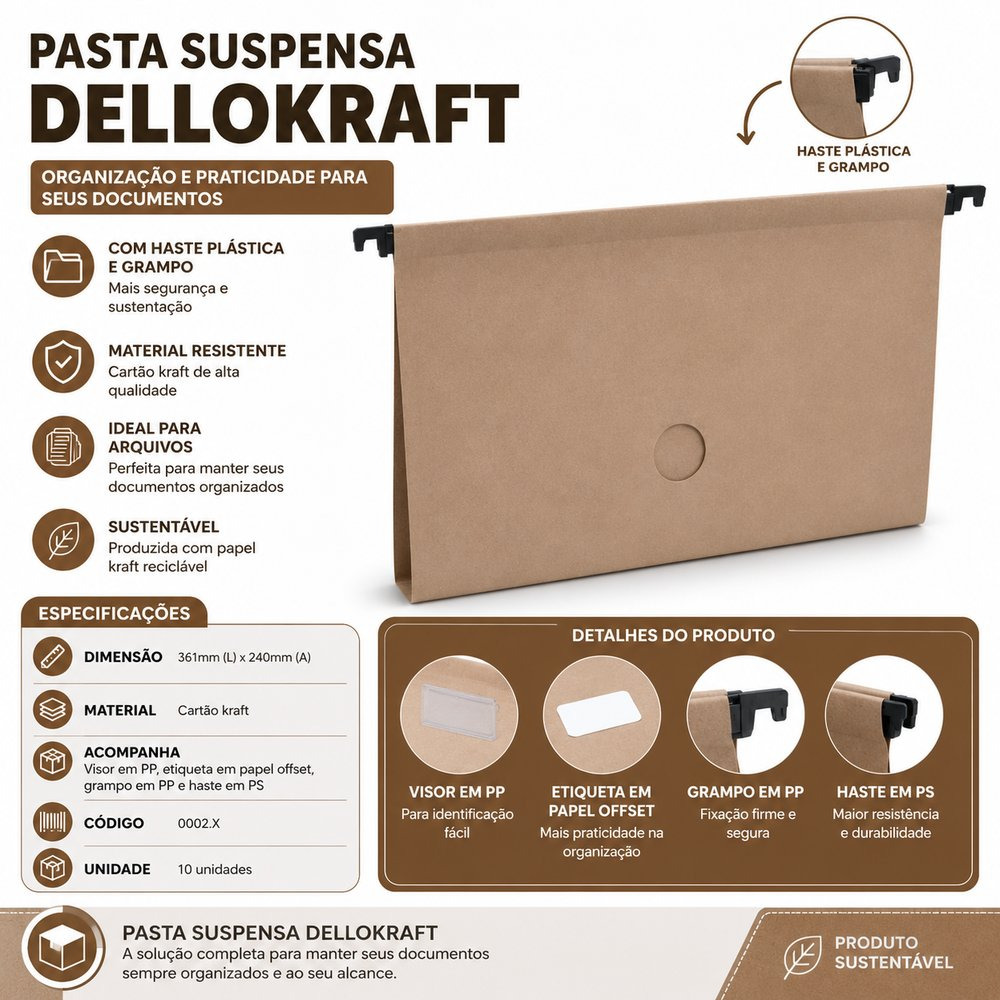 PASTA SUSPENSA
DELLOKRAFT
ORGANIZAÇÃO E PRATICIDADE PARA
SEUS DOCUMENTOS
HASTE PLÁSTICA
E GRAMPO
COM HASTE PLÁSTICA
E GRAMPO
Mais segurança e
sustentação
MATERIAL RESISTENTE
Cartão kraft de alta
qualidade
IDEAL PARA
ARQUIVOS
Perfeita para manter seus
documentos organizados
SUSTENTÁVEL
Produzida com papel
kraft reciclável
ESPECIFICAÇÕES
DIMENSÃO 361mm (L) x 240mm (A)
MATERIAL Cartão kraft
ACOMPANHA
Visor em PP, etiqueta em papel offset,
grampo em PP e haste em PS
CÓDIGO 0002.X
UNIDADE 10 unidades
DETALHES DO PRODUTO
VISOR EM PP
Para identificação
fácil
ETIQUETA EM
PAPEL OFFSET
Mais praticidade na
organização
GRAMPO EM PP
Fixação firme e
segura
HASTE EM PS
Maior resistência
e durabilidade
PASTA SUSPENSA DELLOKRAFT
A solução completa para manter seus documentos
sempre organizados e ao seu alcance.
PRODUTO
SUSTENTÁVEL